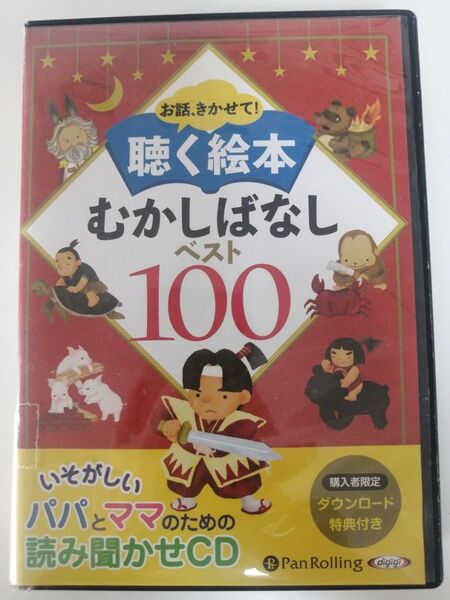 お話、きかせて!
聴く絵本
むかしばなし
ベスト
100
いそがしい
パパとママのための
読み聞かせCD
購入者限定
ダウンロード
特典付き
PanRolling
digigi